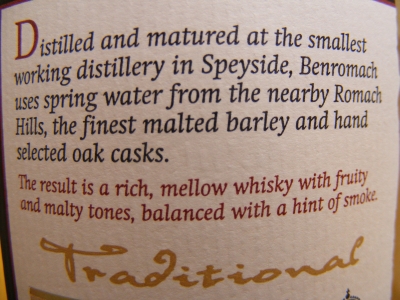 Distilled and matured at the smallest
working distillery in Speyside, Benromach
uses spring water from the nearby Romach
Hills, the finest malted barley and hand
selected oak casks.
The result is a rich, mellow whisky with fruity
and malty tones, balanced with a hint of smoke.
Traditional